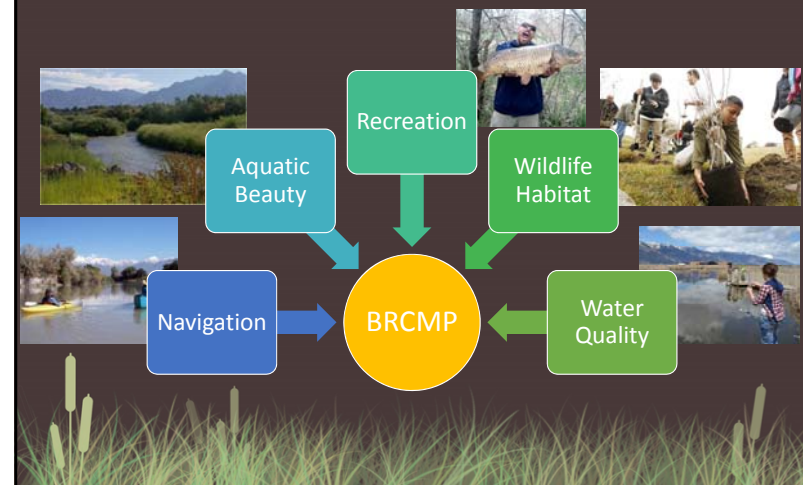 Recreation
Aquatic
Beauty
Wildlife
Habitat
Navigation
BRCMP
Water
Quality